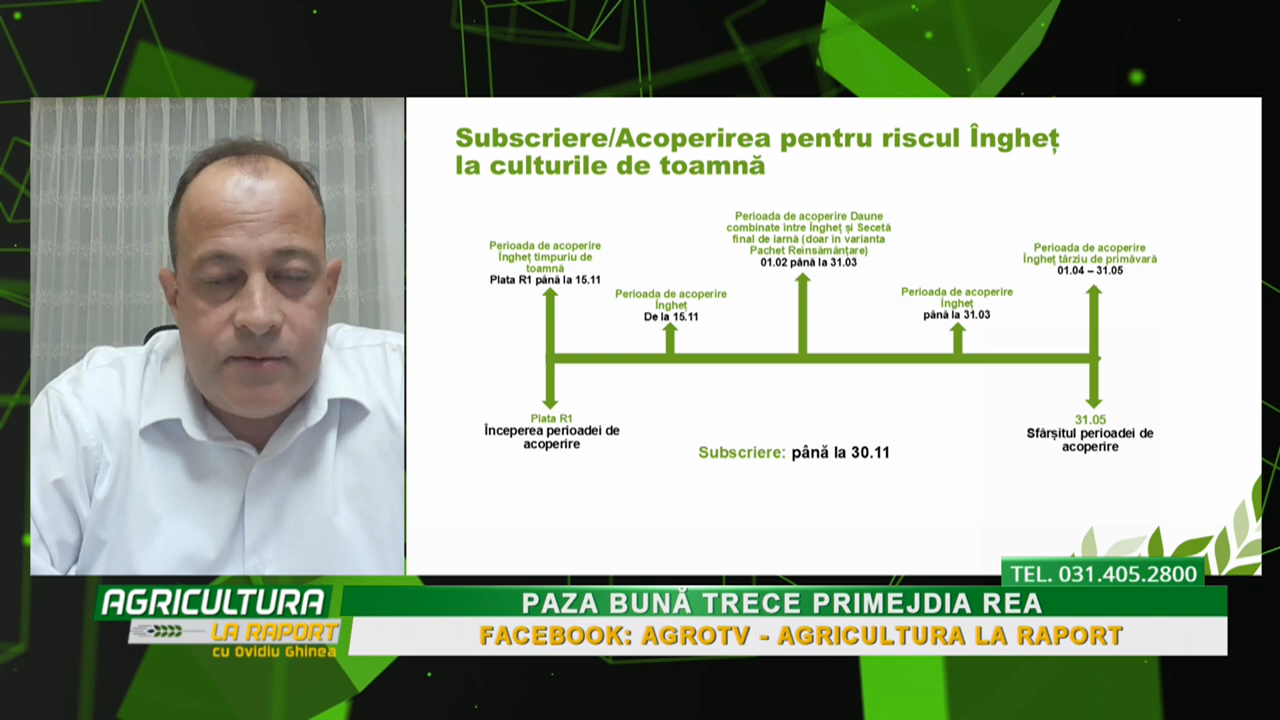 Subscriere/Acoperirea pentru riscul Îngheț
la culturile de toamnă
Perioada de acoperire
Îngheț timpuriu de
toamnă
Plata R1 până la 15.11
Perioada de acoperire
Îngheț
De la 15.11
Perioada de acoperire Daune
combinate între Îngheț și Secetă
final de iarnă (doar în varianta
Pachet Reînsămânțare)
01.02 până la 31.03
Perioada de acoperire
Îngheț
până la 31.03
Perioada de acoperire
Îngheț târziu de primăvară
01.04 – 31.05
Plata R1
Începerea perioadei de
acoperire
Subscriere: până la 30.11
31.05
Sfârșitul perioadei de
acoperire
TEL. 031.405.2800
AGRICULTURA
LA RAPORT
cu Ovidiu Ghinea
PAZA BUNĂ TRECE PRIMEJDIA REA
FACEBOOK: AGROTV - AGRICULTURA LA RAPORT